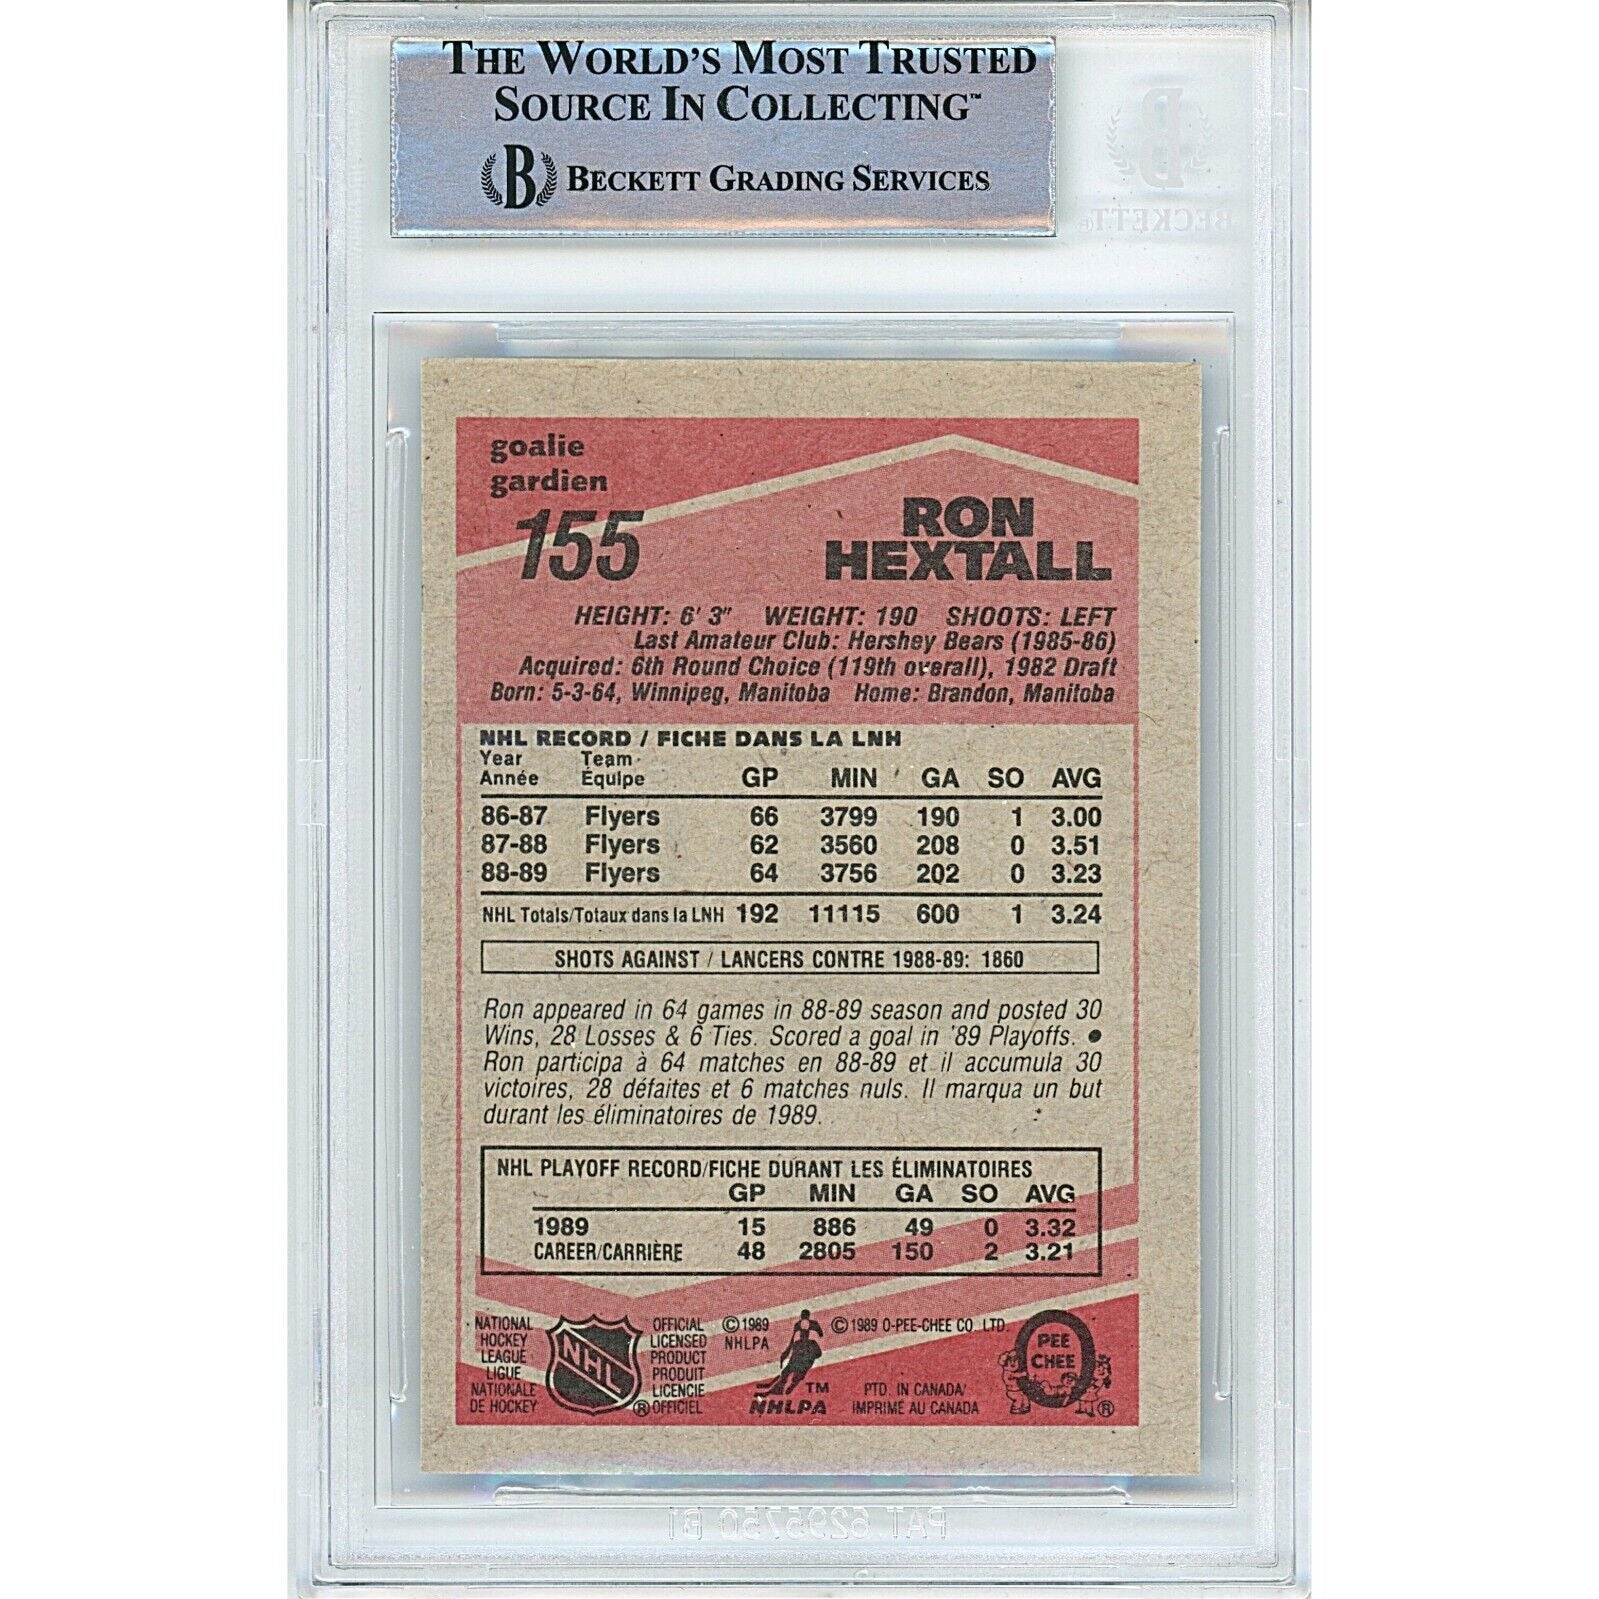 THE WORLD'S MOST TRUSTED
SOURCE IN COLLECTING™
B BECKETT GRADING SERVICES
B
BECKETT®
goalie
gardien
155
RON
HEXTALL
HEIGHT: 6' 3" WEIGHT: 190 SHOOTS: LEFT
Last Amateur Club: Hershey Bears (1985-86)
Acquired: 6th Round Choice (119th overall), 1982 Draft
Born: 5-3-64, Winnipeg, Manitoba Home: Brandon, Manitoba
NHL RECORD / FICHE DANS LA LNH
Year Team
Année Équipe GP MIN GA SO AVG
86-87 Flyers 66 3799 190 1 3.00
87-88 Flyers 62 3560 208 0 3.51
88-89 Flyers 64 3756 202 0 3.23
NHL Totals/Totaux dans la LNH 192 11115 600 1 3.24
SHOTS AGAINST / LANCERS CONTRE 1988-89: 1860
Ron appeared in 64 games in 88-89 season and posted 30
Wins, 28 Losses & 6 Ties. Scored a goal in '89 Playoffs. ●
Ron participa à 64 matches en 88-89 et il accumula 30
victoires, 28 défaites et 6 matches nuls. Il marqua un but
durant les éliminatoires de 1989.
NHL PLAYOFF RECORD/FICHE DURANT LES ÉLIMINATOIRES
GP MIN GA SO AVG
1989 15 886 49 0 3.32
CAREER/CARRIÈRE 48 2805 150 2 3.21
NATIONAL
HOCKEY
LEAGUE
LIGUE
NATIONALE
DE HOCKEY
NHL
®
OFFICIAL
LICENSED
PRODUCT
PRODUIT
LICENCIE
OFFICIEL
© 1989
NHLPA
TM
NHLPA
© 1989 O-PEE-CHEE CO. LTD.
PTD. IN CANADA/
IMPRIMÉ AU CANADA
O
PEE
CHEE
®
PAT 6295750 B1